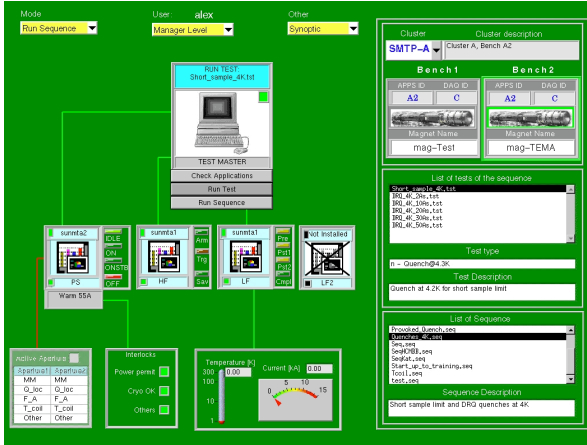 Mode
User: alex
Other
Run Sequence
Manager Level
Synoptic
RUN TEST:
Short_sample_4K.tst
TEST MASTER
Check Applications
Run Test
Run Sequence
sunmta2
IDLE
ON
ONSTB
OFF
PS
Warm 55A
sunmta1
Arm
Trg
Sav
HF
sunmta1
Pre
Pst1
Pst2
Cmpl
LF
Not Installed
LF2
Active Apertura
Apertura1 Apertura2
MM MM
Q_loc Q_loc
F_A F_A
T_coil T_coil
Other Other
Interlocks
Power permit
Cryo OK
Others
Temperature [K]
300 0.00
100
10
1
Current [kA] 0.00
0 5 10 15
Cluster
Cluster description
SMTP-A
Cluster A, Bench A2
Bench1
Bench2
APPS ID DAQ ID
A2 C
Magnet Name
mag-Test
APPS ID DAQ ID
A2 C
Magnet Name
mag-TEMA
List of tests of the sequence
Short_sample_4K.tst
DRQ_4K_2As.tst
DRQ_4K_10As.tst
DRQ_4K_20As.tst
DRQ_4K_30As.tst
DRQ_4K_50As.tst
Test type
n - Quench@4.3K
Test Description
Quench at 4.2K for short sample limit
List of Sequence
Provoked_Quench.seq
Quenches_4K.seq
Seq.seq
SeqKat.seq
Start_up_to_training.seq
Tcoil.seq
test.seq
Sequence Description
Short sample limit and DRQ quenches at 4K